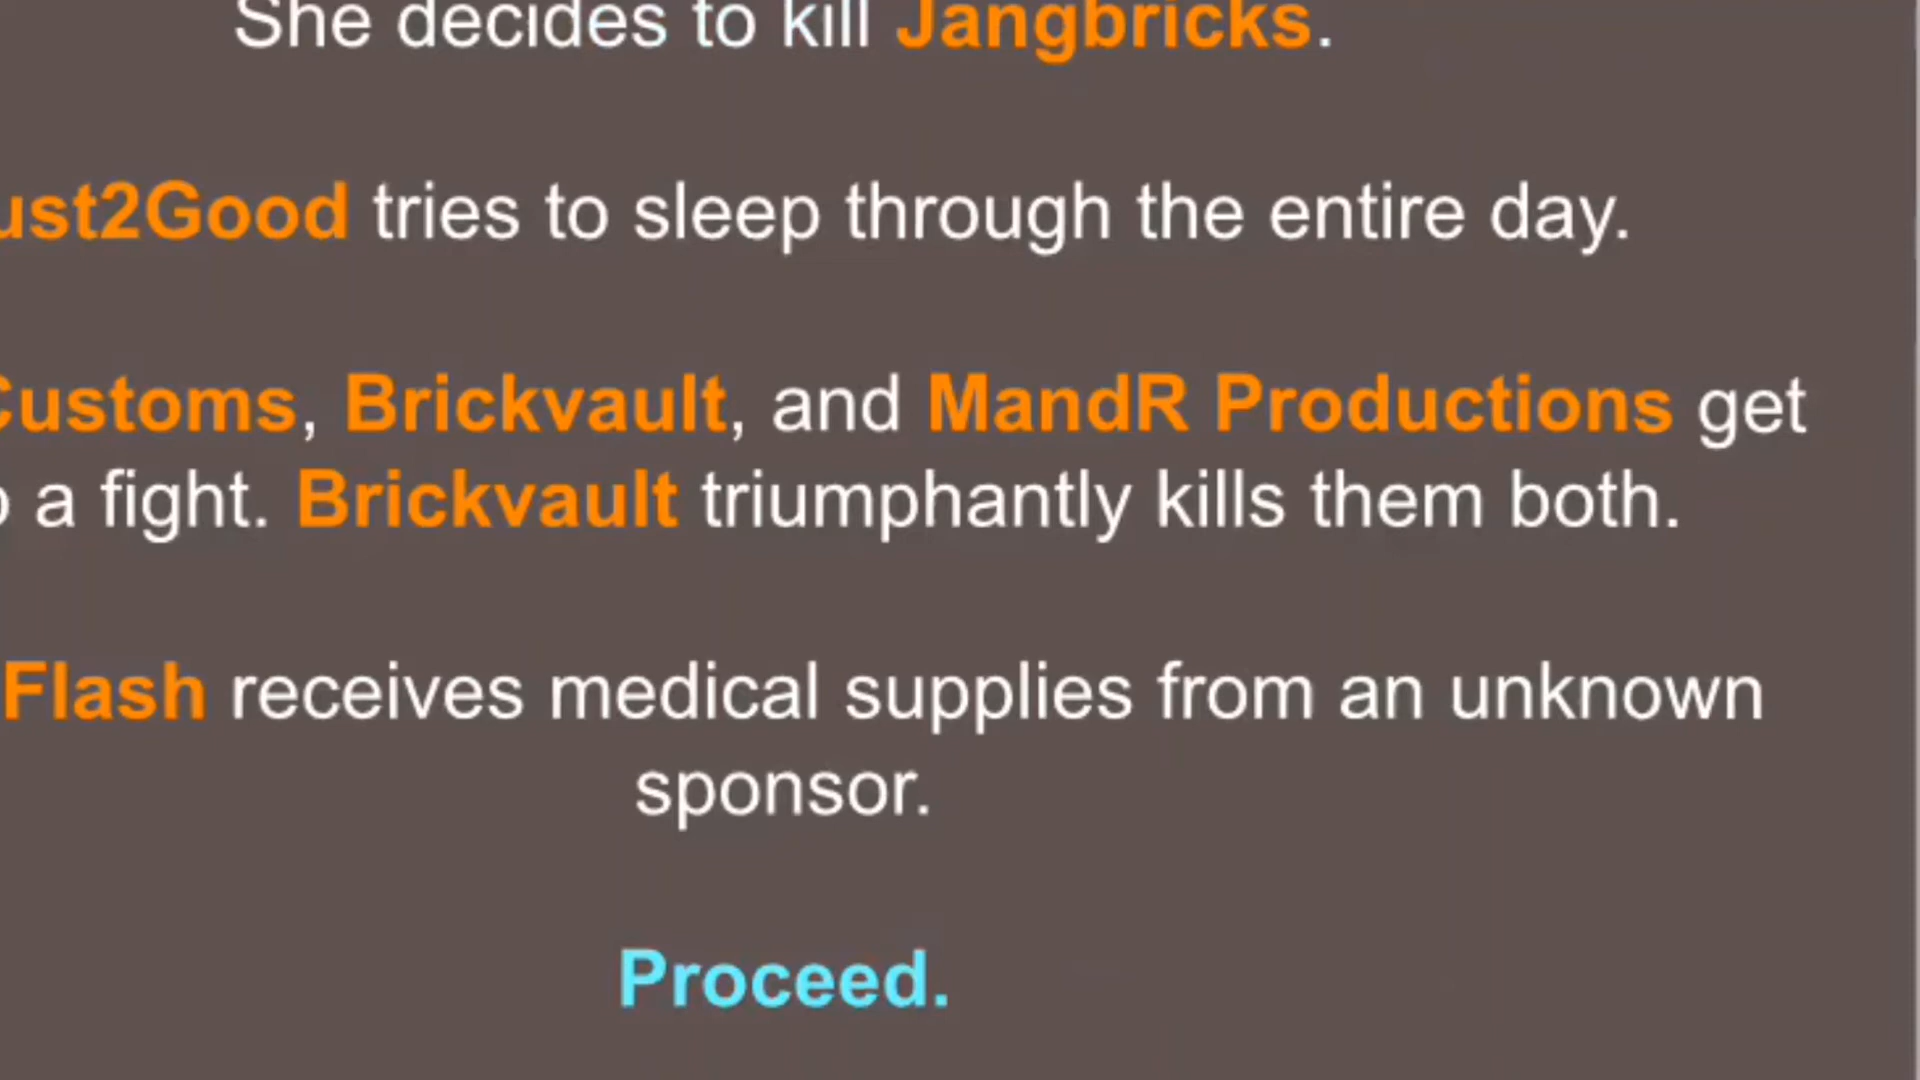 She decides to kill Jangbricks.
ust2Good tries to sleep through the entire day.
Customs, Brickvault, and MandR Productions get
a fight. Brickvault triumphantly kills them both.
Flash receives medical supplies from an unknown
sponsor.
Proceed.